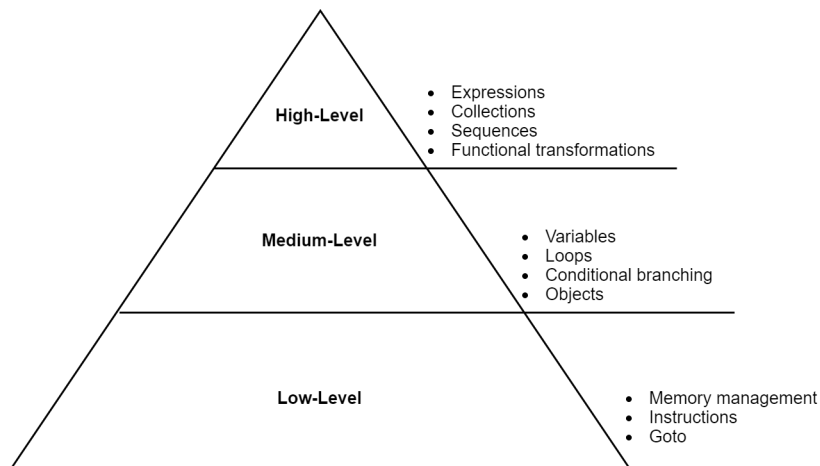 High-Level
• Expressions
• Collections
• Sequences
• Functional transformations
Medium-Level
• Variables
• Loops
• Conditional branching
• Objects
Low-Level
• Memory management
• Instructions
• Goto